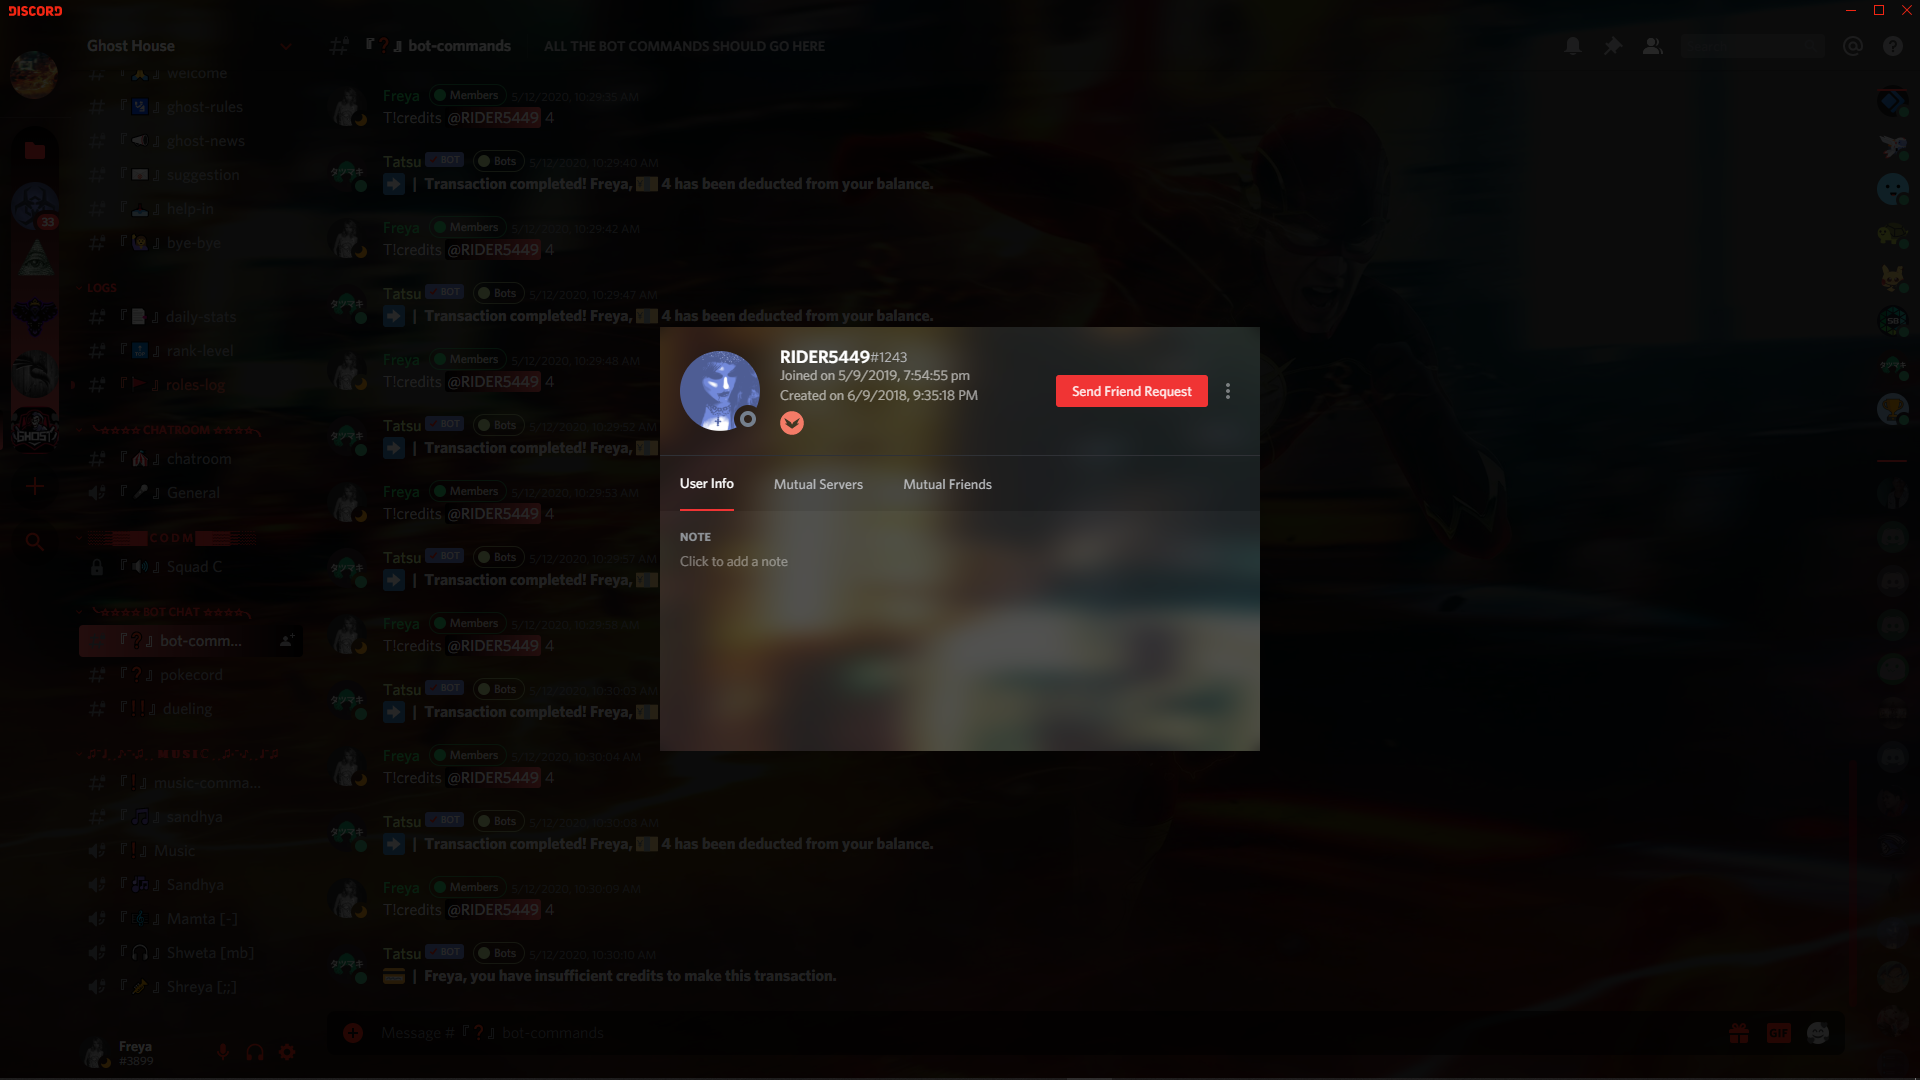 DISCORD
Ghost House
welcome
『 』 ghost-rules
『 』 ghost-news
『 』 suggestion
『 』 help-in
『 』 bye-bye
LOGS
『 』 daily-stats
『 』 rank-level
『 』 roles-log
CHATROOM
『 』 chatroom
『 』 General
CODM
『 』 Squad C
BOT CHAT
『❓』 bot-comm...
『❓』 pokecord
『‼』 dueling
MUSIC
『❗』 music-comma...
『 』 sandhya
『❗』 Music
『 』 Sandhya
『 』 Mamta [-]
『 』 Shweta [mb]
『 』 Shreya [;;]
Freya
#3899
33
GHOST
『❓』 bot-commands ALL THE BOT COMMANDS SHOULD GO HERE
Freya Members 5/12/2020, 10:29:35 AM
T!credits @RIDER5449 4
Tatsu BOT Bots 5/12/2020, 10:29:40 AM
| Transaction completed! Freya, 4 has been deducted from your balance.
Freya Members 5/12/2020, 10:29:42 AM
T!credits @RIDER5449 4
Tatsu BOT Bots 5/12/2020, 10:29:47 AM
| Transaction completed! Freya, 4 has been deducted from your balance.
Freya Members 5/12/2020, 10:29:48 AM
T!credits @RIDER5449 4
Tatsu BOT Bots 5/12/2020, 10:29:52 AM
| Transaction completed! Freya,
Freya Members 5/12/2020, 10:29:53 AM
T!credits @RIDER5449 4
Tatsu BOT Bots 5/12/2020, 10:29:57 AM
| Transaction completed! Freya,
Freya Members 5/12/2020, 10:29:58 AM
T!credits @RIDER5449 4
Tatsu BOT Bots 5/12/2020, 10:30:03 AM
| Transaction completed! Freya,
Freya Members 5/12/2020, 10:30:04 AM
T!credits @RIDER5449 4
Tatsu BOT Bots 5/12/2020, 10:30:08 AM
| Transaction completed! Freya, 4 has been deducted from your balance.
Freya Members 5/12/2020, 10:30:09 AM
T!credits @RIDER5449 4
Tatsu BOT Bots 5/12/2020, 10:30:10 AM
| Freya, you have insufficient credits to make this transaction.
Message #『❓』 bot-commands
GIF
RIDER5449#1243
Joined on 5/9/2019, 7:54:55 pm
Created on 6/9/2018, 9:35:18 PM
Send Friend Request
User Info Mutual Servers Mutual Friends
NOTE
Click to add a note